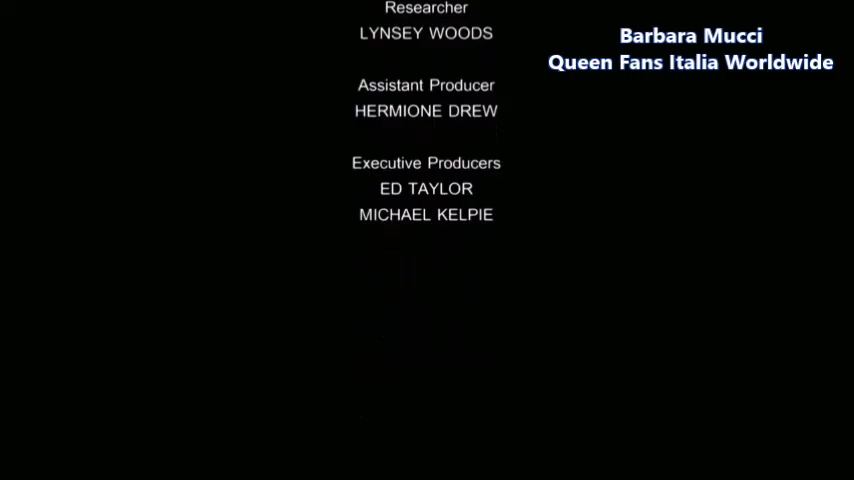 Researcher
LYNSEY WOODS
Assistant Producer
HERMIONE DREW
Executive Producers
ED TAYLOR
MICHAEL KELPIE
Barbara Mucci
Queen Fans Italia Worldwide